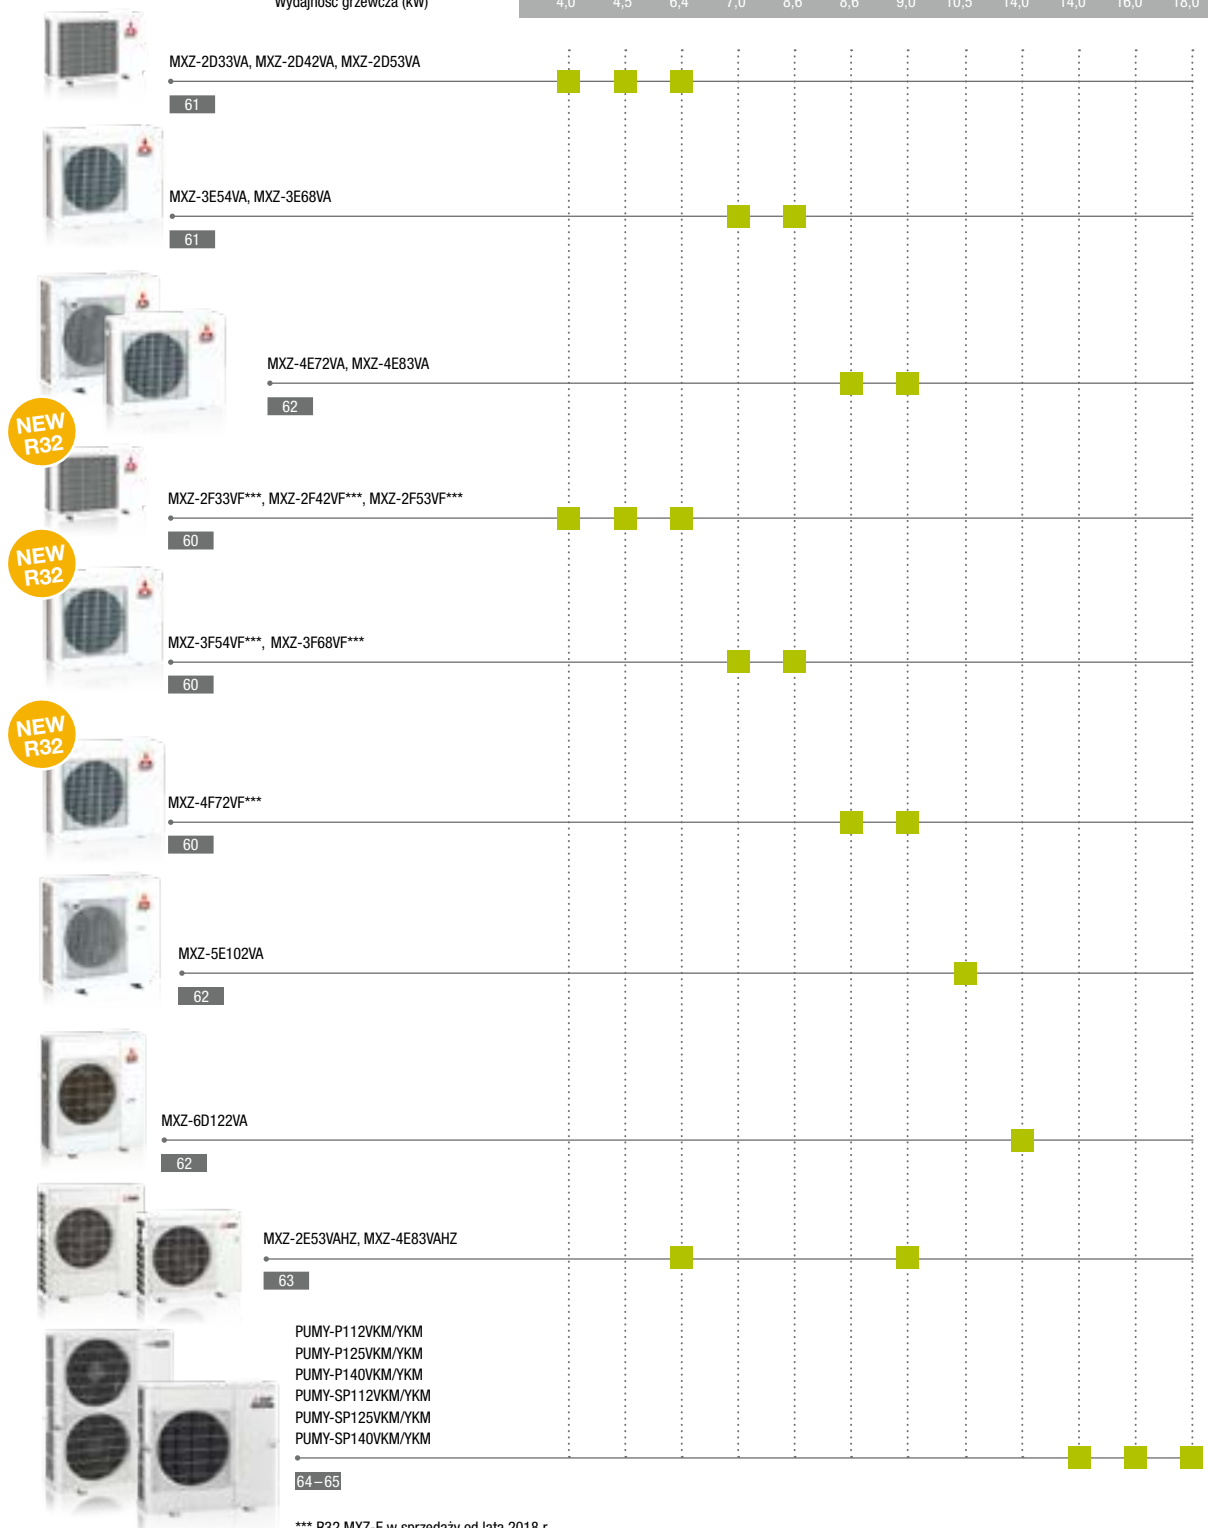 Wydajność grzewcza (kW) 4,0 4,5 6,4 7,0 8,6 8,6 9,0 10,5 14,0 14,0 16,0 18,0
MXZ-2D33VA, MXZ-2D42VA, MXZ-2D53VA
61
MXZ-3E54VA, MXZ-3E68VA
61
MXZ-4E72VA, MXZ-4E83VA
62
NEW
R32
MXZ-2F33VF***, MXZ-2F42VF***, MXZ-2F53VF***
60
NEW
R32
MXZ-3F54VF***, MXZ-3F68VF***
60
NEW
R32
MXZ-4F72VF***
60
MXZ-5E102VA
62
MXZ-6D122VA
62
MXZ-2E53VAHZ, MXZ-4E83VAHZ
63
PUMY-P112VKM/YKM
PUMY-P125VKM/YKM
PUMY-P140VKM/YKM
PUMY-SP112VKM/YKM
PUMY-SP125VKM/YKM
PUMY-SP140VKM/YKM
64–65
*** R32 MXZ-F w sprzedaży od lata 2018 r.